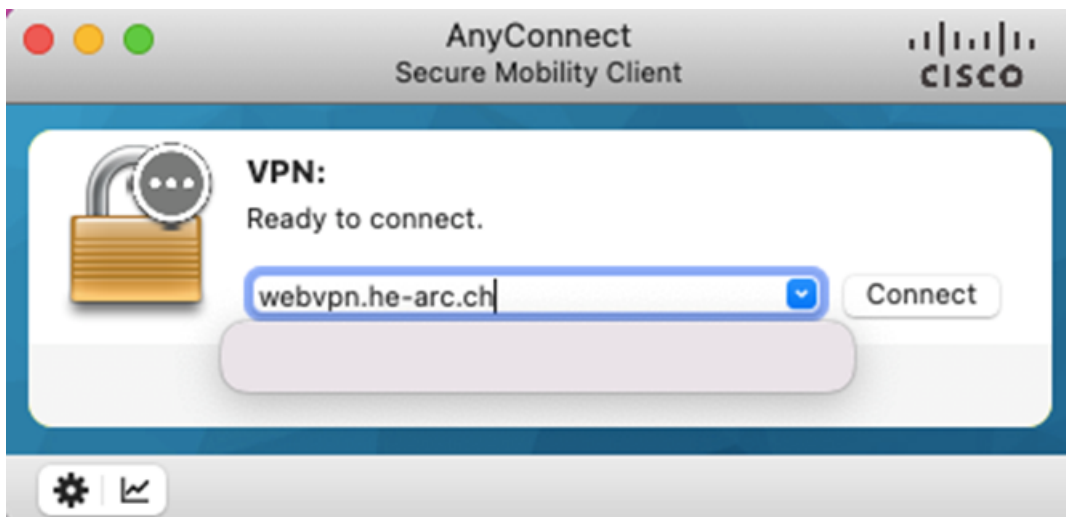 AnyConnect
Secure Mobility Client
CISCO
VPN:
Ready to connect.
webvpn.he-arc.ch
Connect